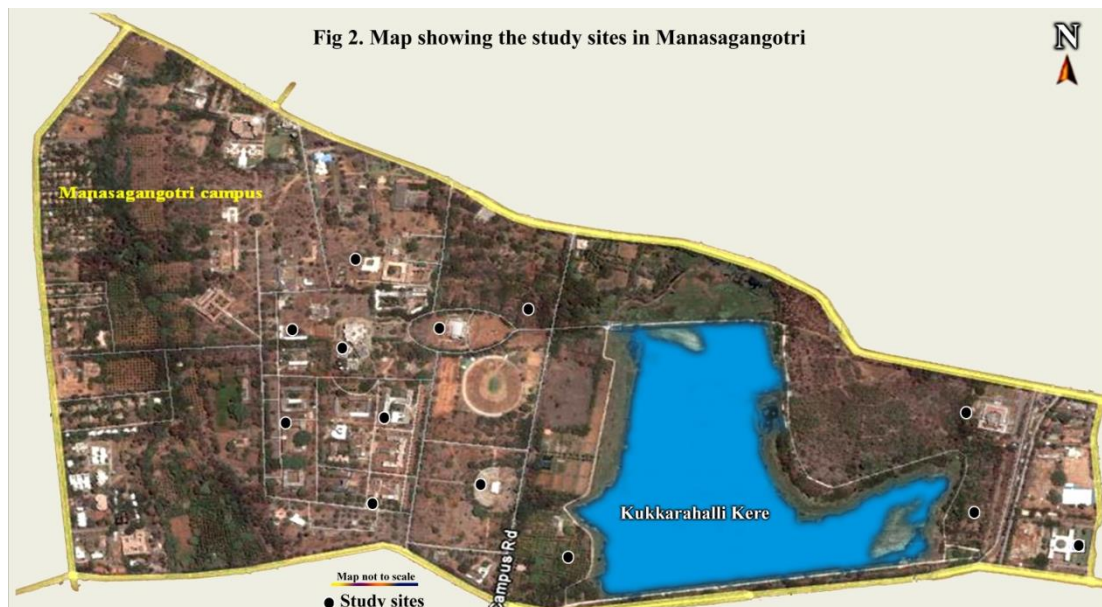 Fig 2. Map showing the study sites in Manasagangotri
N
Manasagangotri campus
Kukkarahalli Kere
Campus Rd
Map not to scale
Study sites